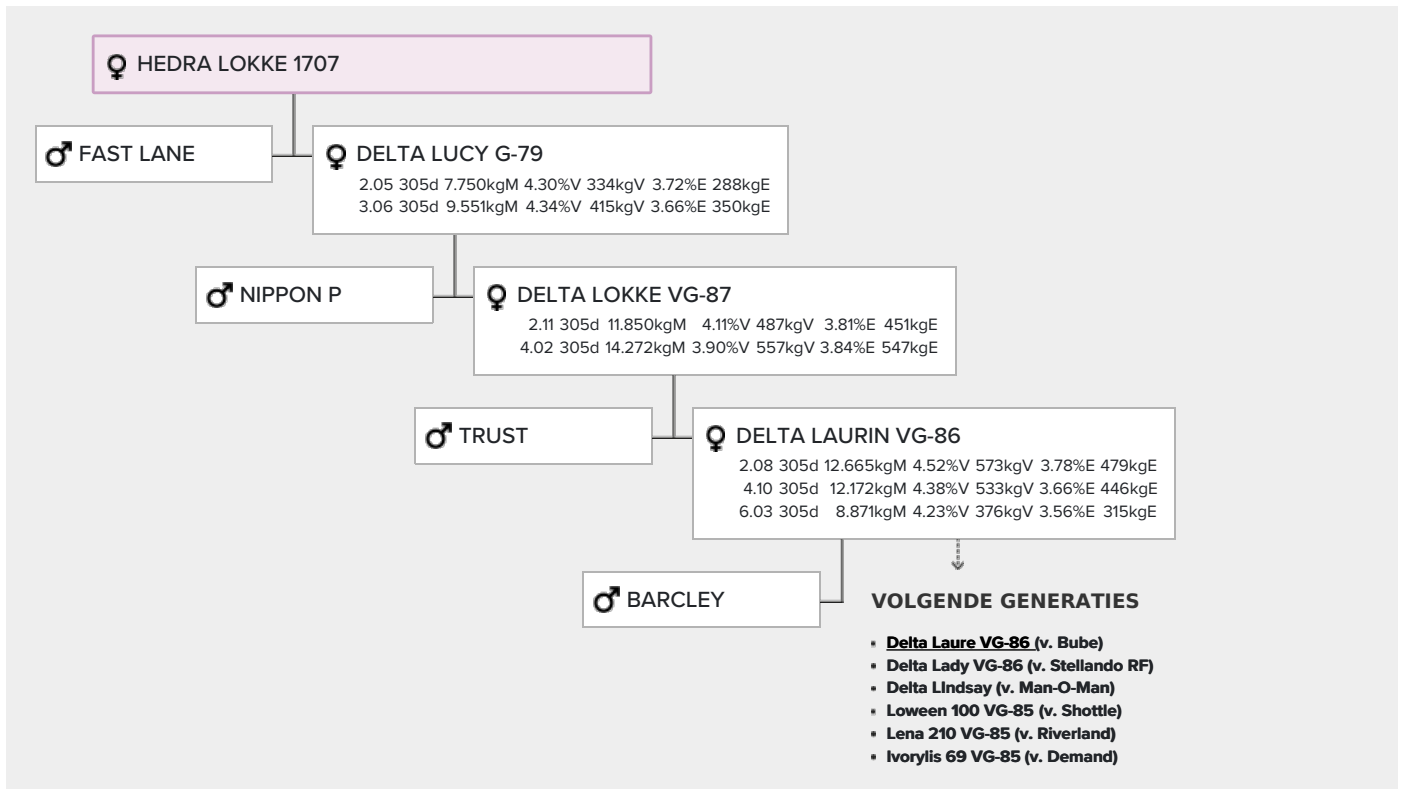 ♀ HEDRA LOKKE 1707
♂ FAST LANE
♀ DELTA LUCY G-79
2.05 305d 7.750kgM 4.30%V 334kgV 3.72%E 288kgE
3.06 305d 9.551kgM 4.34%V 415kgV 3.66%E 350kgE
♂ NIPPON P
♀ DELTA LOKKE VG-87
2.11 305d 11.850kgM 4.11%V 487kgV 3.81%E 451kgE
4.02 305d 14.272kgM 3.90%V 557kgV 3.84%E 547kgE
♂ TRUST
♀ DELTA LAURIN VG-86
2.08 305d 12.665kgM 4.52%V 573kgV 3.78%E 479kgE
4.10 305d 12.172kgM 4.38%V 533kgV 3.66%E 446kgE
6.03 305d 8.871kgM 4.23%V 376kgV 3.56%E 315kgE
♂ BARCLEY
VOLGENDE GENERATIES
▪ Delta Laure VG-86 (v. Bube)
▪ Delta Lady VG-86 (v. Stellando RF)
▪ Delta LIndsay (v. Man-O-Man)
▪ Loween 100 VG-85 (v. Shottle)
▪ Lena 210 VG-85 (v. Riverland)
▪ Ivorylis 69 VG-85 (v. Demand)